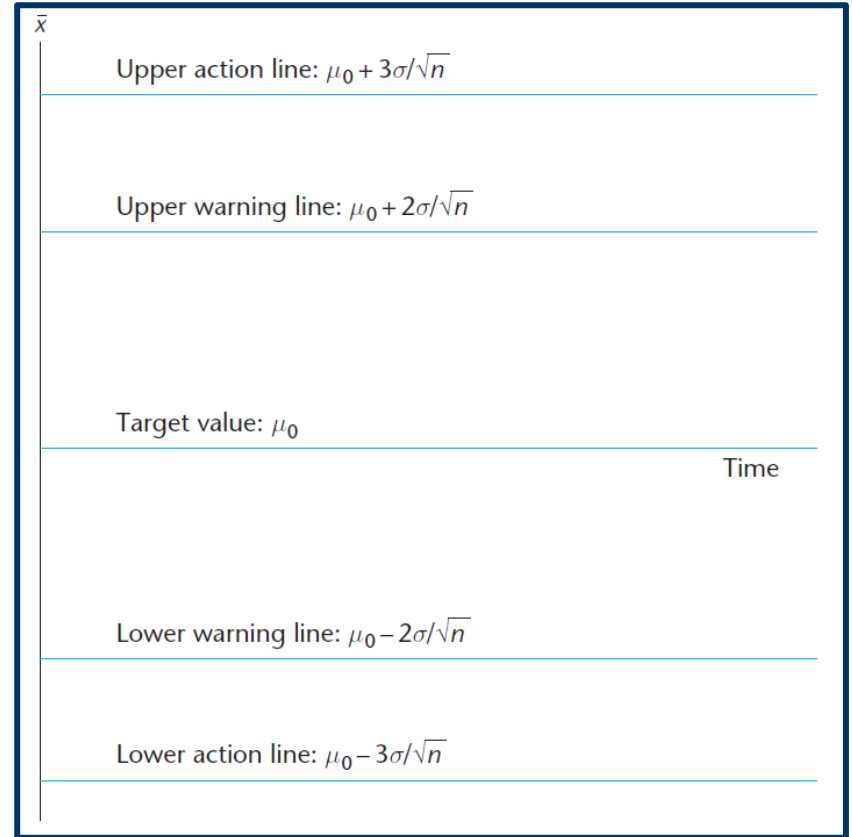 x̄
Upper action line: μ₀ + 3σ/√n
Upper warning line: μ₀ + 2σ/√n
Target value: μ₀
Time
Lower warning line: μ₀ – 2σ/√n
Lower action line: μ₀ – 3σ/√n